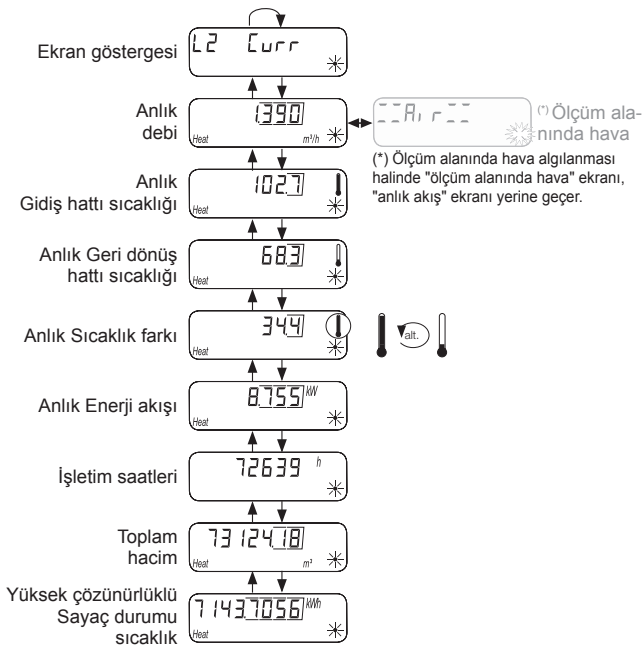 Ekran göstergesi
L2 Curr
Anlık
debi
1.390
Heat m³/h
Air
(*) Ölçüm ala-
nında hava
(*) Ölçüm alanında hava algılanması
halinde "ölçüm alanında hava" ekranı,
"anlık akış" ekranı yerine geçer.
Anlık
Gidiş hattı sıcaklığı
102.7
Heat
Anlık Geri dönüş
hattı sıcaklığı
68.3
Heat
Anlık Sıcaklık farkı
34.4
Heat
alt.
Anlık Enerji akışı
8.755 kW
Heat
İşletim saatleri
72639 h
Toplam
hacim
73124.18
Heat m³
Yüksek çözünürlüklü
Sayaç durumu
sıcaklık
7143.7056 kWh
Heat